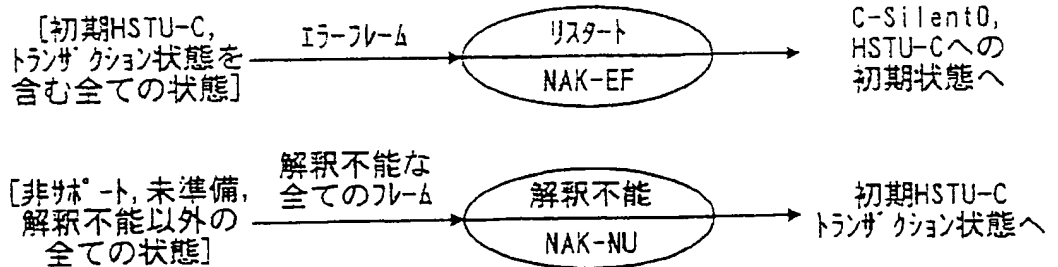 [初期HSTU-C,
トランザクション状態を
含む全ての状態]
エラーフレーム
リスタート
NAK-EF
C-Silent0,
HSTU-Cへの
初期状態へ
[非サポート,未準備,
解釈不能以外の
全ての状態]
解釈不能な
全てのフレーム
解釈不能
NAK-NU
初期HSTU-C
トランザクション状態へ